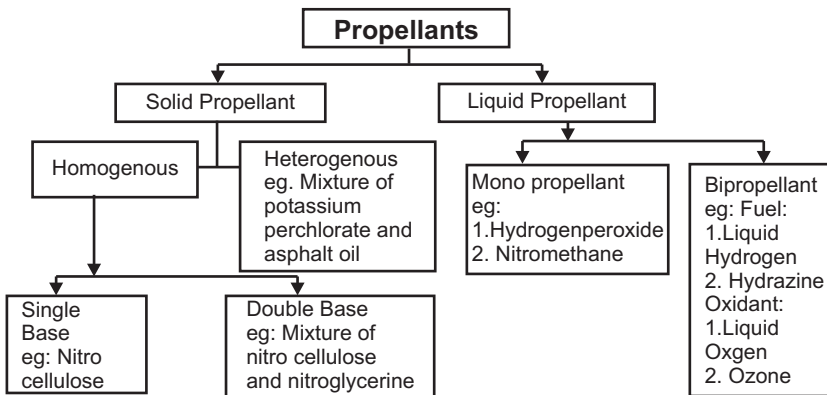 Propellants
Solid Propellant
Liquid Propellant
Homogenous
Heterogenous
eg. Mixture of
potassium
perchlorate and
asphalt oil
Mono propellant
eg:
1.Hydrogenperoxide
2. Nitromethane
Bipropellant
eg: Fuel:
1.Liquid
Hydrogen
2. Hydrazine
Oxidant:
1.Liquid
Oxgen
2. Ozone
Single
Base
eg: Nitro
cellulose
Double Base
eg: Mixture of
nitro cellulose
and nitroglycerine